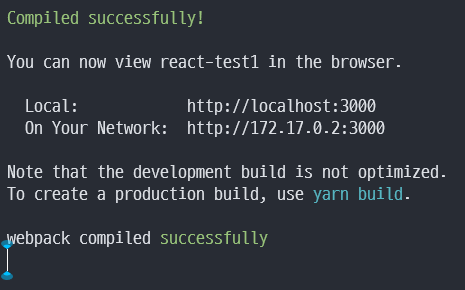 Compiled successfully!
You can now view react-test1 in the browser.
Local: http://localhost:3000
On Your Network: http://172.17.0.2:3000
Note that the development build is not optimized.
To create a production build, use yarn build.
webpack compiled successfully